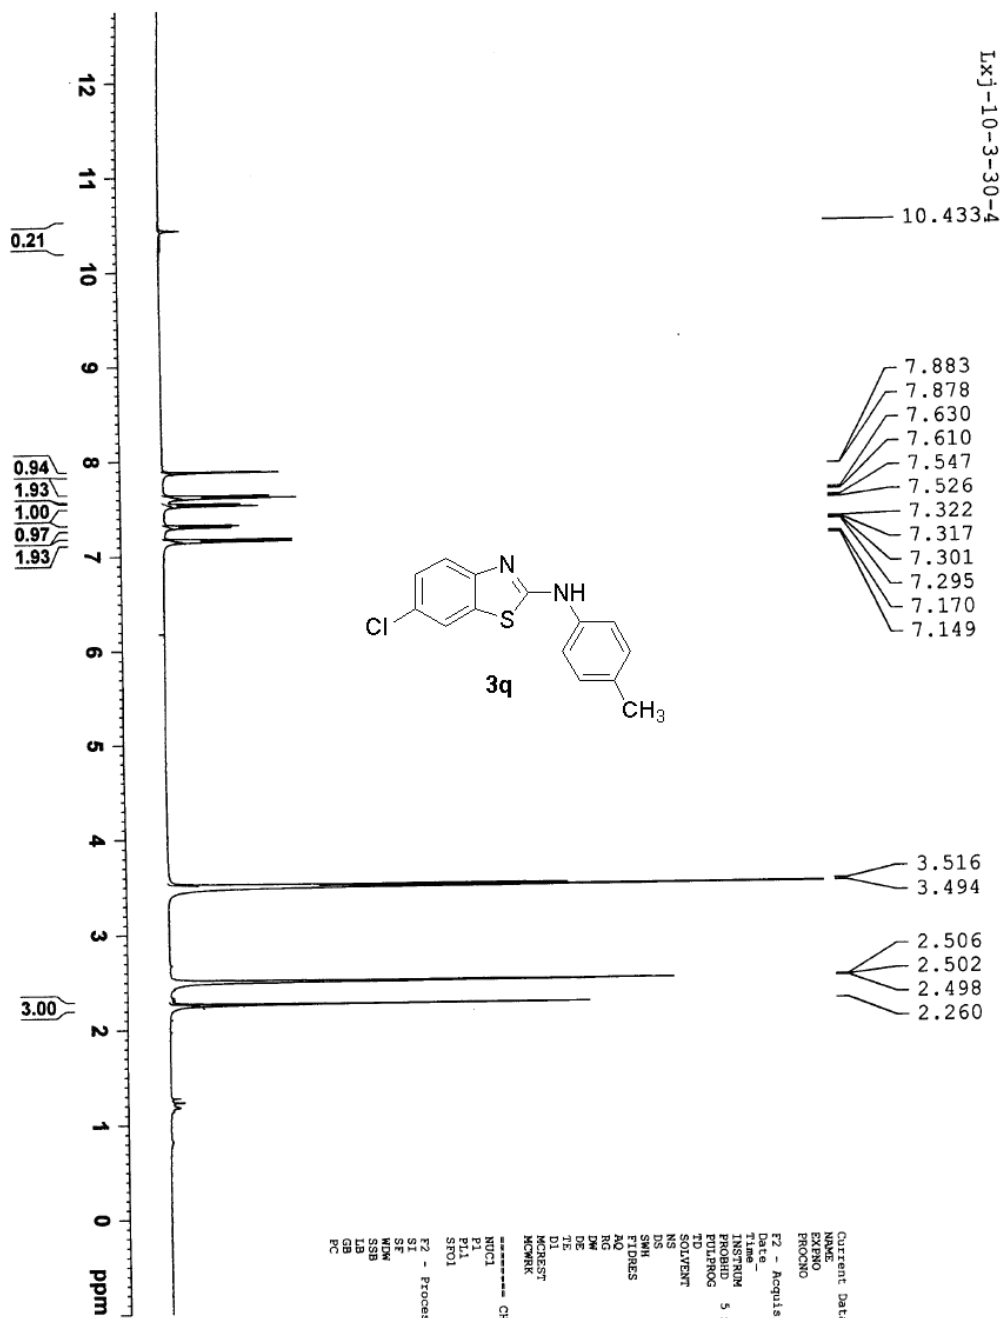 Lxj-10-3-30-4
10.433
7.883
7.878
7.630
7.610
7.547
7.526
7.322
7.317
7.301
7.295
7.170
7.149
3.516
3.494
2.506
2.502
2.498
2.260
N
NH
S
Cl
CH₃
3q
12
11
10
9
8
7
6
5
4
3
2
1
0
ppm
0.21
0.94
1.93
1.00
0.97
1.93
3.00
Current Data
NAME
EXPNO
PROCNO
F2 - Acquis
Date_
Time
INSTRUM
PROBHD 5
PULPROG
TD
SOLVENT
NS
DS
SWH
FIDRES
AQ
RG
DW
DE
TE
D1
MCREST
MCWRK
======== CH
NUC1
P1
PL1
SFO1
F2 - Proces
SI
SF
WDW
SSB
LB
GB
PC